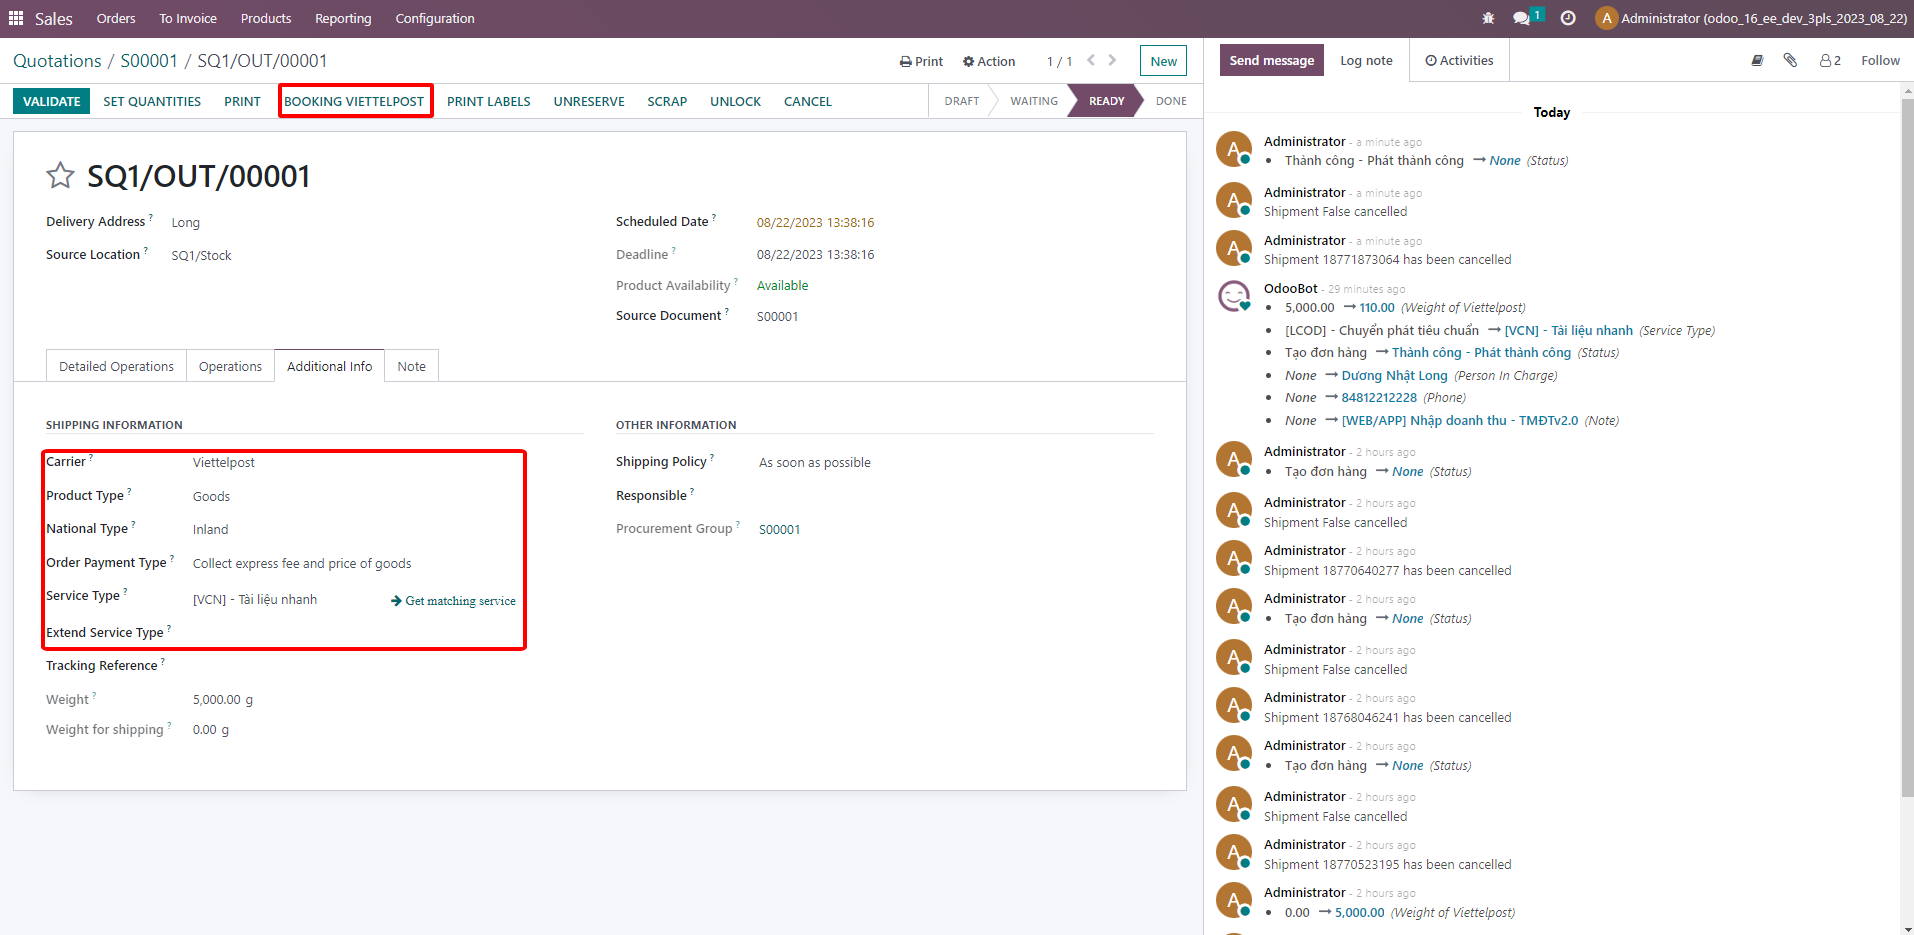 Sales Orders To Invoice Products Reporting Configuration 1 A Administrator (odoo_16_ee_dev_3pls_2023_08_22)
Quotations / S00001 / SQ1/OUT/00001 Print Action 1 / 1 New
VALIDATE SET QUANTITIES PRINT BOOKING VIETTELPOST PRINT LABELS UNRESERVE SCRAP UNLOCK CANCEL DRAFT WAITING READY DONE
SQ1/OUT/00001
Delivery Address ? Long
Source Location ? SQ1/Stock
Scheduled Date ? 08/22/2023 13:38:16
Deadline ? 08/22/2023 13:38:16
Product Availability ? Available
Source Document ? S00001
Detailed Operations Operations Additional Info Note
SHIPPING INFORMATION
Carrier ? Viettelpost
Product Type ? Goods
National Type ? Inland
Order Payment Type ? Collect express fee and price of goods
Service Type ? [VCN] - Tài liệu nhanh Get matching service
Extend Service Type ?
Tracking Reference ?
Weight ? 5,000.00 g
Weight for shipping ? 0.00 g
OTHER INFORMATION
Shipping Policy ? As soon as possible
Responsible ?
Procurement Group ? S00001
Send message Log note Activities 2 Follow
Today
A Administrator - a minute ago
• Thành công - Phát thành công → None (Status)
A Administrator - a minute ago
Shipment False cancelled
A Administrator - a minute ago
Shipment 18771873064 has been cancelled
OdooBot - 29 minutes ago
• 5,000.00 → 110.00 (Weight of Viettelpost)
• [LCOD] - Chuyển phát tiêu chuẩn → [VCN] - Tài liệu nhanh (Service Type)
• Tạo đơn hàng → Thành công - Phát thành công (Status)
• None → Dương Nhật Long (Person In Charge)
• None → 84812212228 (Phone)
• None → [WEB/APP] Nhập doanh thu - TMĐTv2.0 (Note)
A Administrator - 2 hours ago
• Tạo đơn hàng → None (Status)
A Administrator - 2 hours ago
Shipment False cancelled
A Administrator - 2 hours ago
Shipment 18770640277 has been cancelled
A Administrator - 2 hours ago
• Tạo đơn hàng → None (Status)
A Administrator - 2 hours ago
Shipment False cancelled
A Administrator - 2 hours ago
Shipment 18768046241 has been cancelled
A Administrator - 2 hours ago
• Tạo đơn hàng → None (Status)
A Administrator - 2 hours ago
Shipment False cancelled
A Administrator - 2 hours ago
Shipment 18770523195 has been cancelled
A Administrator - 2 hours ago
• 0.00 → 5,000.00 (Weight of Viettelpost)